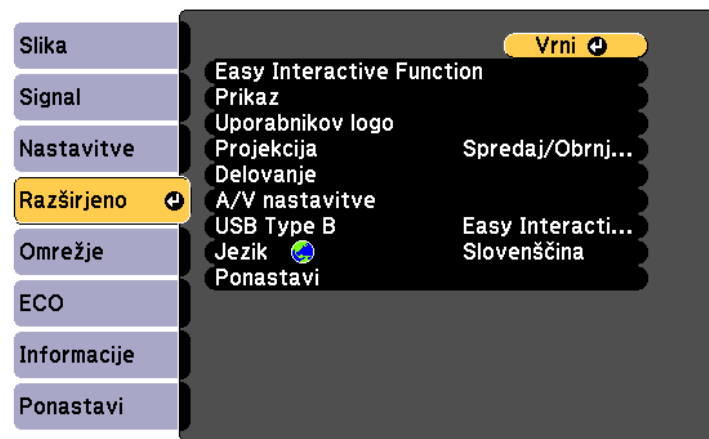 Slika
Signal
Nastavitve
Razširjeno
Omrežje
ECO
Informacije
Ponastavi
Vrni
Easy Interactive Function
Prikaz
Uporabnikov logo
Projekcija Spredaj/Obrnj...
Delovanje
A/V nastavitve
USB Type B Easy Interacti...
Jezik Slovenščina
Ponastavi